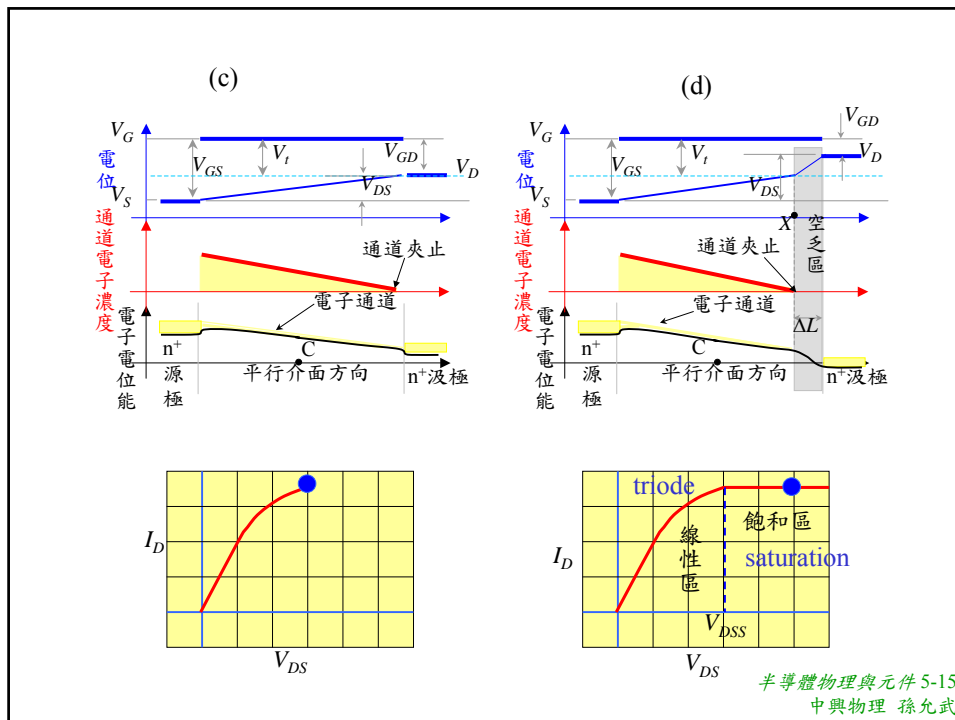 (c)
V_G
電位
V_GS
V_t
V_GD
V_D
V_DS
V_S
通道電子濃度
通道夾止
電子通道
電子電位能
n⁺
源極
C
平行介面方向
n⁺汲極
I_D
V_DS
(d)
V_G
電位
V_GS
V_t
V_GD
V_D
V_DS
V_S
X
空乏區
通道電子濃度
通道夾止
電子通道
ΔL
電子電位能
n⁺
源極
C
平行介面方向
n⁺汲極
triode
線性區
飽和區
saturation
I_D
V_DSS
V_DS
半導體物理與元件 5-15
中興物理 孫允武